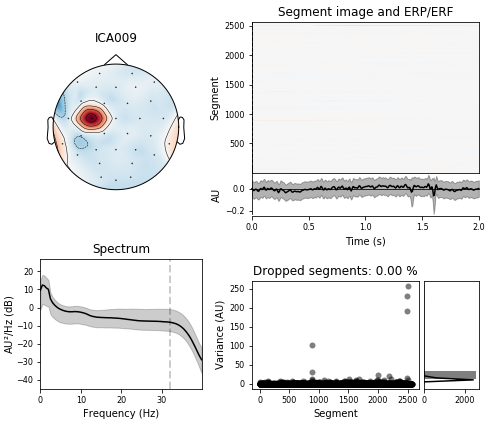 ICA009
Segment image and ERP/ERF
2500
2000
1500
1000
500
Segment
0.0
−0.2
AU
0.0 0.5 1.0 1.5 2.0
Time (s)
Spectrum
20
10
0
−10
−20
−30
−40
AU²/Hz (dB)
0 10 20 30
Frequency (Hz)
Dropped segments: 0.00 %
250
200
150
100
50
0
Variance (AU)
0 500 1000 1500 2000 2500
Segment
0 2000